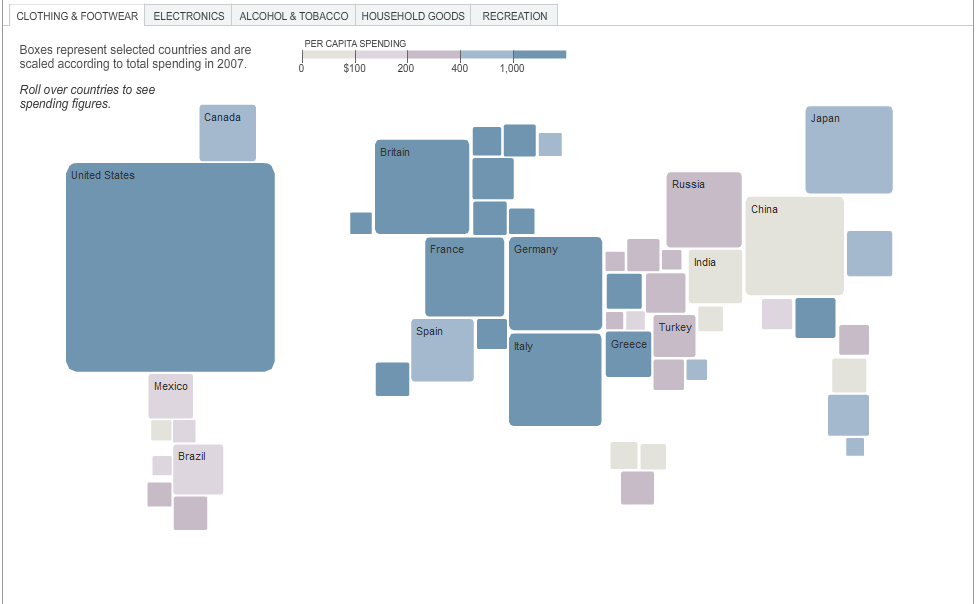 CLOTHING & FOOTWEAR
ELECTRONICS
ALCOHOL & TOBACCO
HOUSEHOLD GOODS
RECREATION
Boxes represent selected countries and are
scaled according to total spending in 2007.
Roll over countries to see
spending figures.
PER CAPITA SPENDING
0 $100 200 400 1,000
Canada
United States
Mexico
Brazil
Britain
France
Germany
Spain
Italy
Greece
Turkey
Russia
India
China
Japan